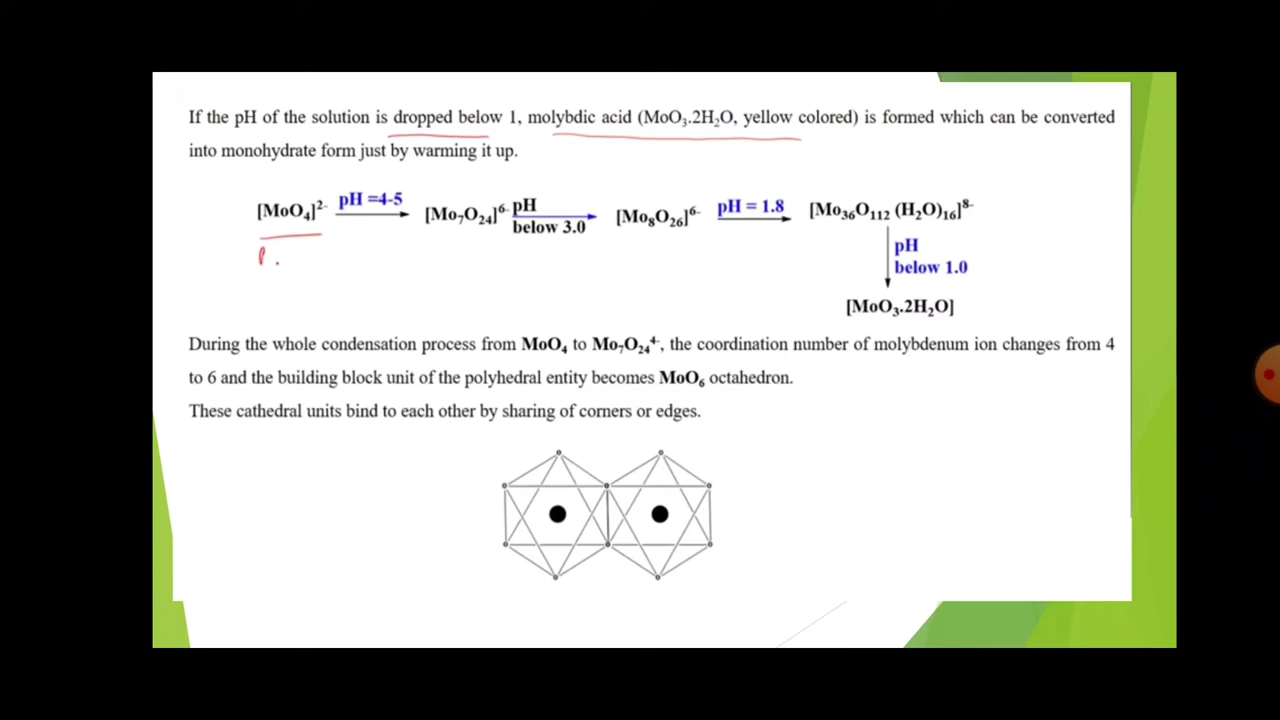 If the pH of the solution is dropped below 1, molybdic acid (MoO₃.2H₂O, yellow colored) is formed which can be converted
into monohydrate form just by warming it up.
[MoO₄]²⁻ pH =4-5 [Mo₇O₂₄]⁶⁻ pH below 3.0 [Mo₈O₂₆]⁶⁻ pH = 1.8 [Mo₃₆O₁₁₂ (H₂O)₁₆]⁸⁻
pH
below 1.0
[MoO₃.2H₂O]
During the whole condensation process from MoO₄ to Mo₇O₂₄⁴⁻, the coordination number of molybdenum ion changes from 4
to 6 and the building block unit of the polyhedral entity becomes MoO₆ octahedron.
These cathedral units bind to each other by sharing of corners or edges.